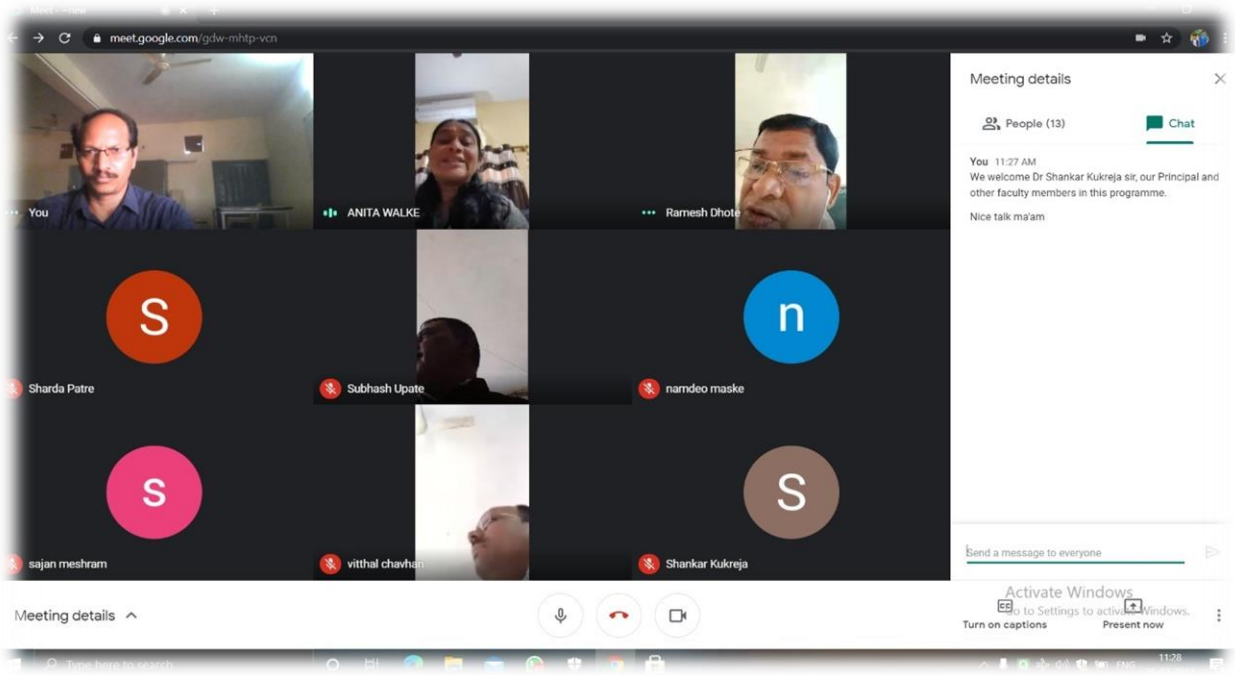 Meet - new
meet.google.com/gdw-mhtp-vcn
You
ANITA WALKE
Ramesh Dhote
S
Sharda Patre
Subhash Upate
n
namdeo maske
s
sajan meshram
vitthal chavhan
S
Shankar Kukreja
Meeting details
People (13)
Chat
You 11:27 AM
We welcome Dr Shankar Kukreja sir, our Principal and
other faculty members in this programme.
Nice talk ma'am
Send a message to everyone
Activate Windows
Go to Settings to activate Windows.
Meeting details
Turn on captions
Present now
Type here to search
ENG
11:28